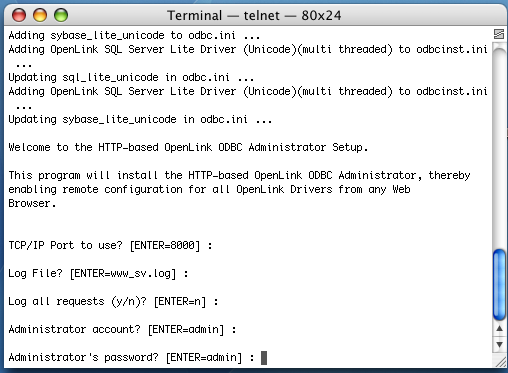 Terminal — telnet — 80x24
Adding sybase_lite_unicode to odbc.ini ...
Adding OpenLink SQL Server Lite Driver (Unicode)(multi threaded) to odbcinst.ini
...
Updating sql_lite_unicode in odbc.ini ...
Adding OpenLink SQL Server Lite Driver (Unicode)(multi threaded) to odbcinst.ini
...
Updating sybase_lite_unicode in odbc.ini ...
Welcome to the HTTP-based OpenLink ODBC Administrator Setup.
This program will install the HTTP-based OpenLink ODBC Administrator, thereby
enabling remote configuration for all OpenLink Drivers from any Web
Browser.
TCP/IP Port to use? [ENTER=8000] :
Log File? [ENTER=www_sv.log] :
Log all requests (y/n)? [ENTER=n] :
Administrator account? [ENTER=admin] :
Administrator's password? [ENTER=admin] :